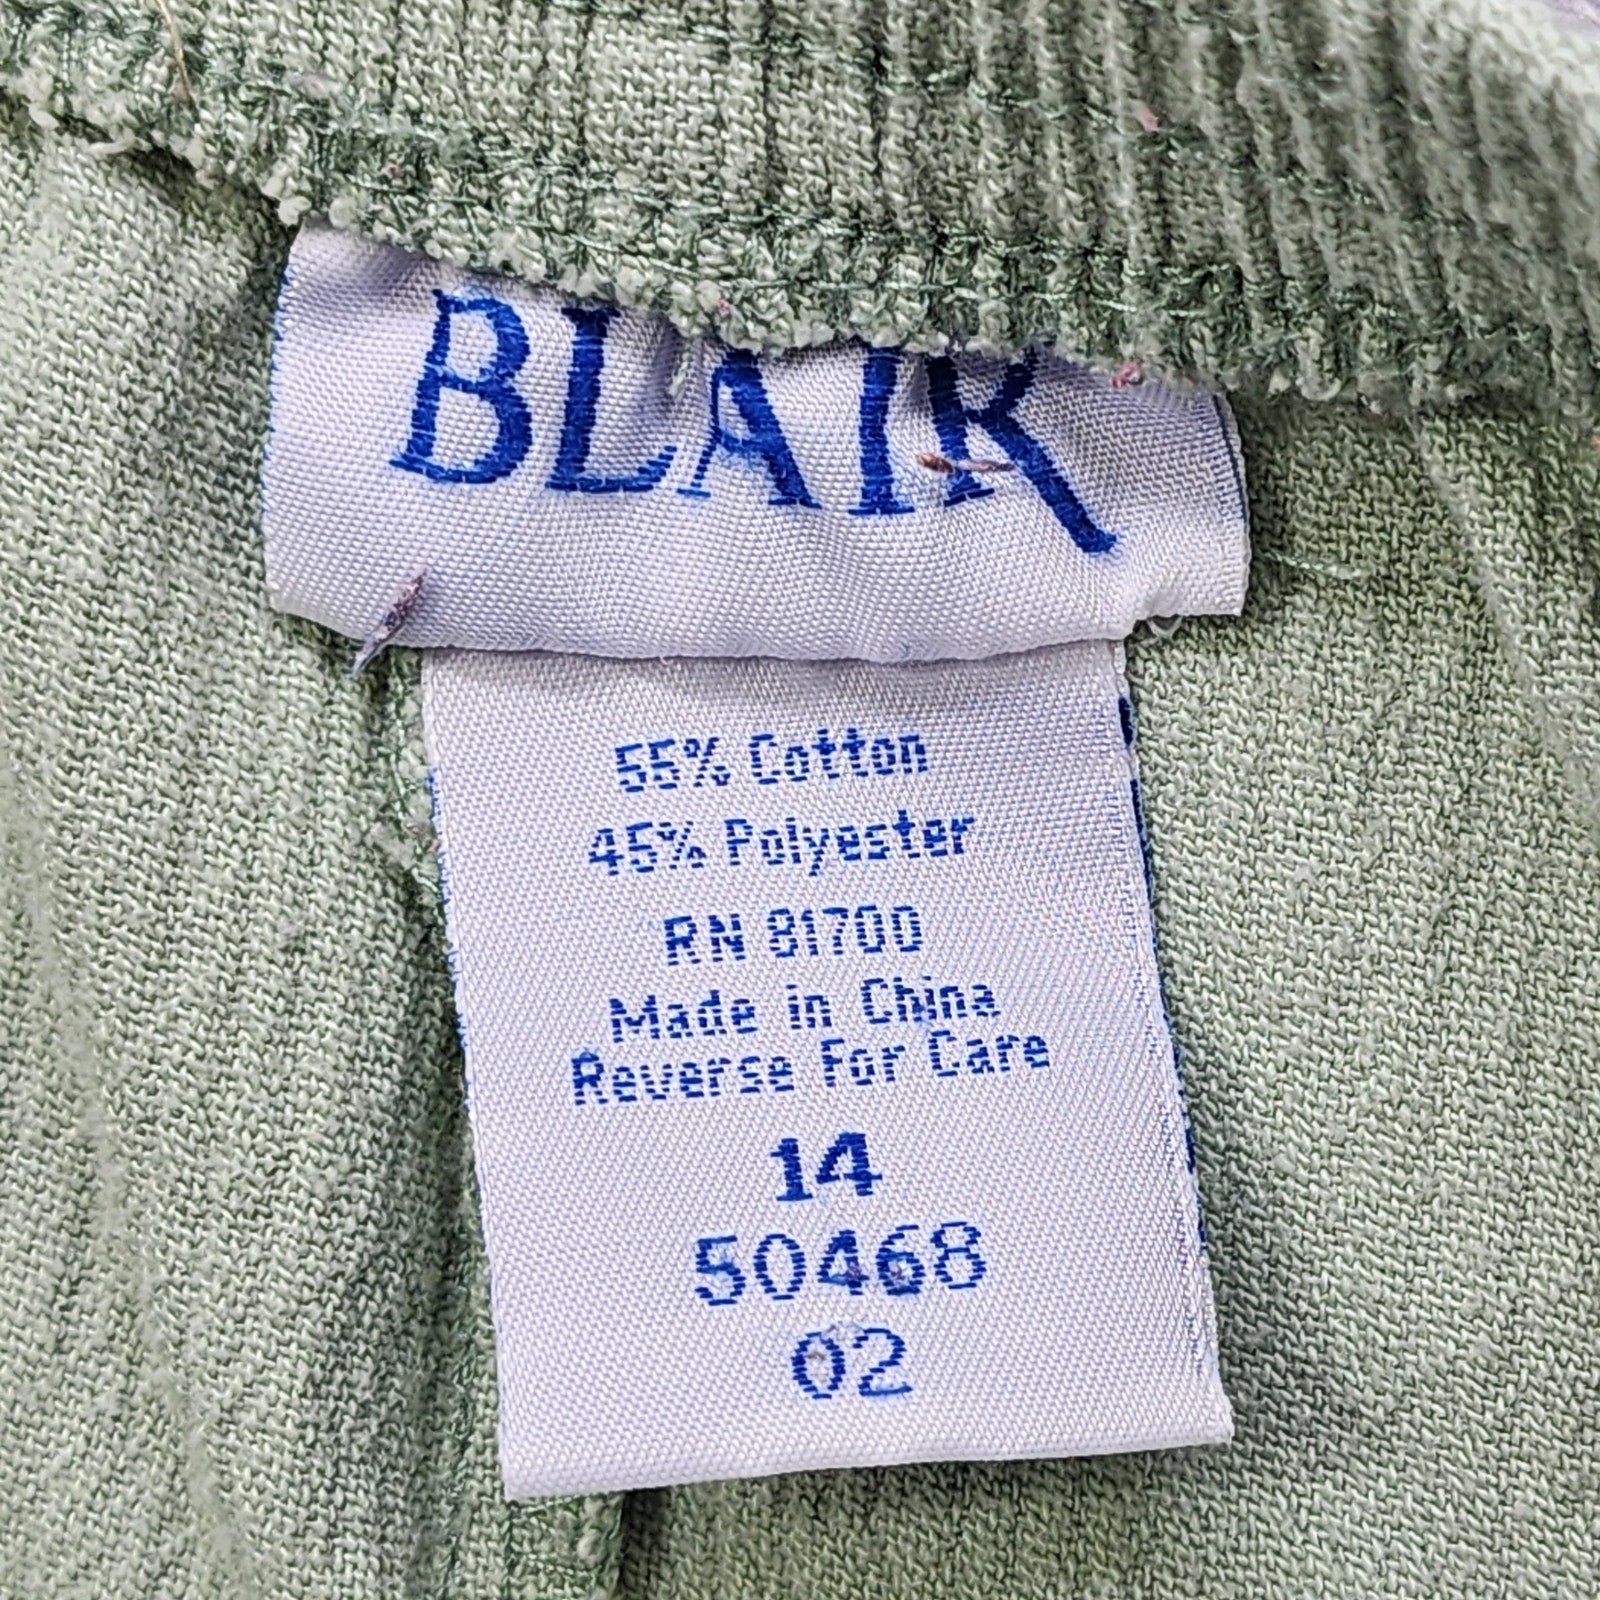 BLAIR
55% Cotton
45% Polyester
RN 81700
Made in China
Reverse For Care
14
50468
02